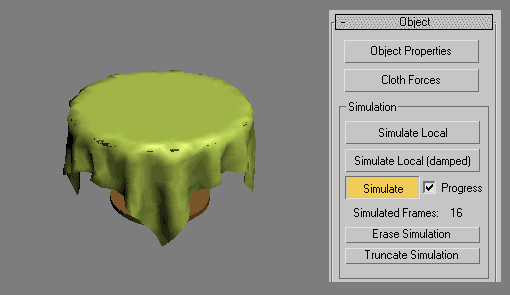 - Object
Object Properties
Cloth Forces
Simulation
Simulate Local
Simulate Local (damped)
Simulate Progress
Simulated Frames: 16
Erase Simulation
Truncate Simulation